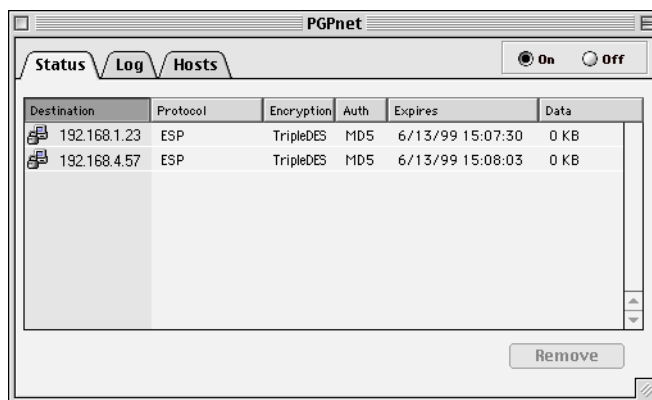 PGPnet
Status Log Hosts On Off
Destination Protocol Encryption Auth Expires Data
192.168.1.23 ESP TripleDES MD5 6/13/99 15:07:30 0 KB
192.168.4.57 ESP TripleDES MD5 6/13/99 15:08:03 0 KB
Remove